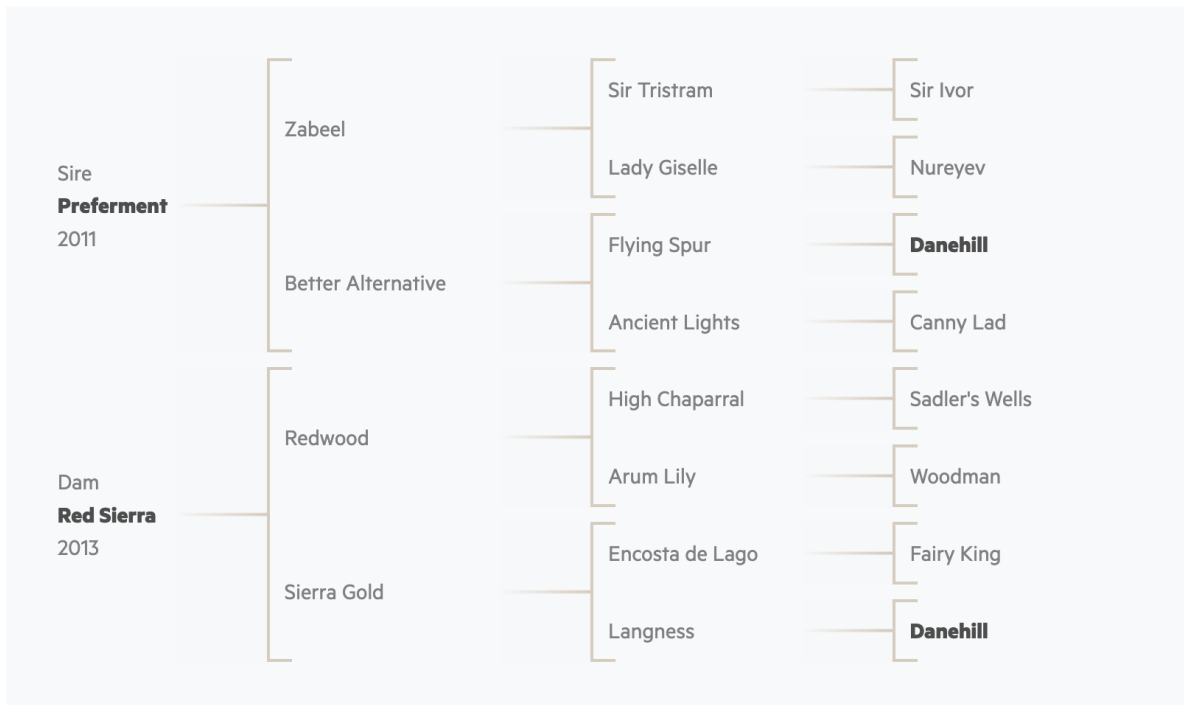 Sire
Preferment
2011
Zabeel
Better Alternative
Sir Tristram
Lady Giselle
Flying Spur
Ancient Lights
Sir Ivor
Nureyev
Danehill
Canny Lad
Dam
Red Sierra
2013
Redwood
Sierra Gold
High Chaparral
Arum Lily
Encosta de Lago
Langness
Sadler's Wells
Woodman
Fairy King
Danehill